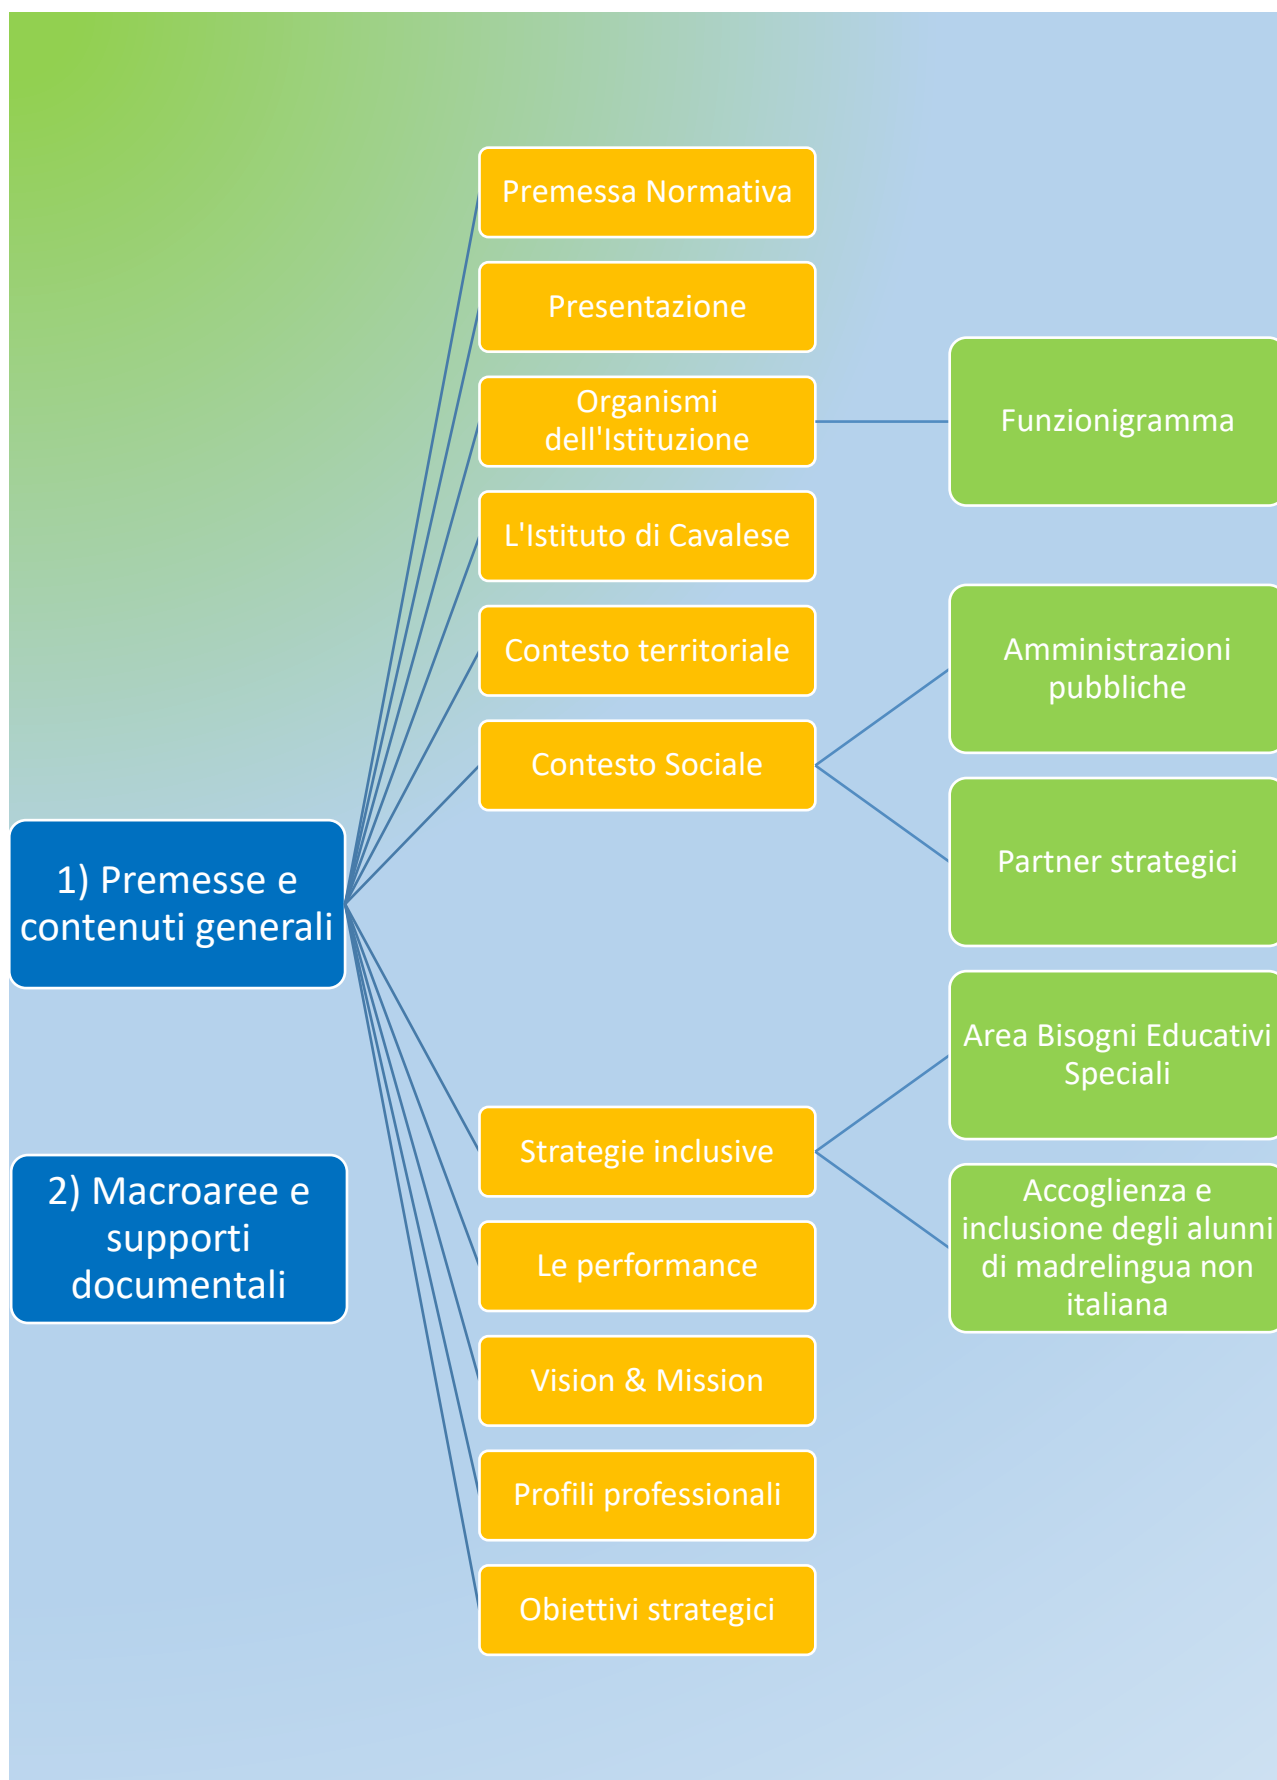 Premessa Normativa
Presentazione
Organismi
dell'Istituzione
Funzionigramma
L'Istituto di Cavalese
Contesto territoriale
Contesto Sociale
Amministrazioni
pubbliche
Partner strategici
1) Premesse e
contenuti generali
2) Macroaree e
supporti
documentali
Strategie inclusive
Area Bisogni Educativi
Speciali
Accoglienza e
inclusione degli alunni
di madrelingua non
italiana
Le performance
Vision & Mission
Profili professionali
Obiettivi strategici